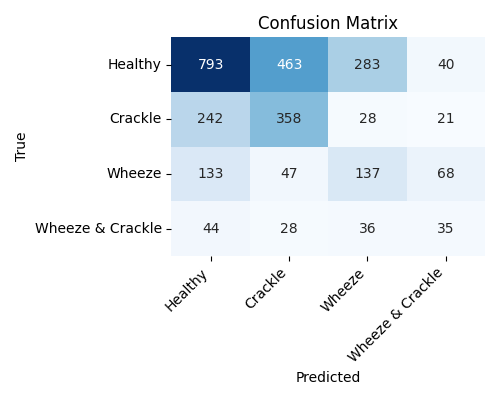 Confusion Matrix
True
Healthy 793 463 283 40
Crackle 242 358 28 21
Wheeze 133 47 137 68
Wheeze & Crackle 44 28 36 35
Healthy Crackle Wheeze Wheeze & Crackle
Predicted